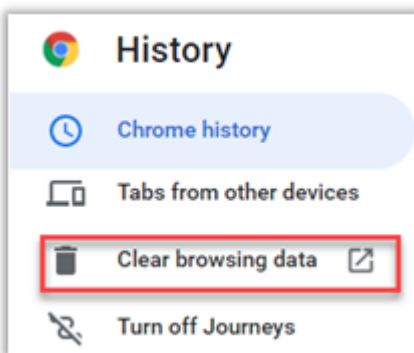 History
Chrome history
Tabs from other devices
Clear browsing data
Turn off Journeys